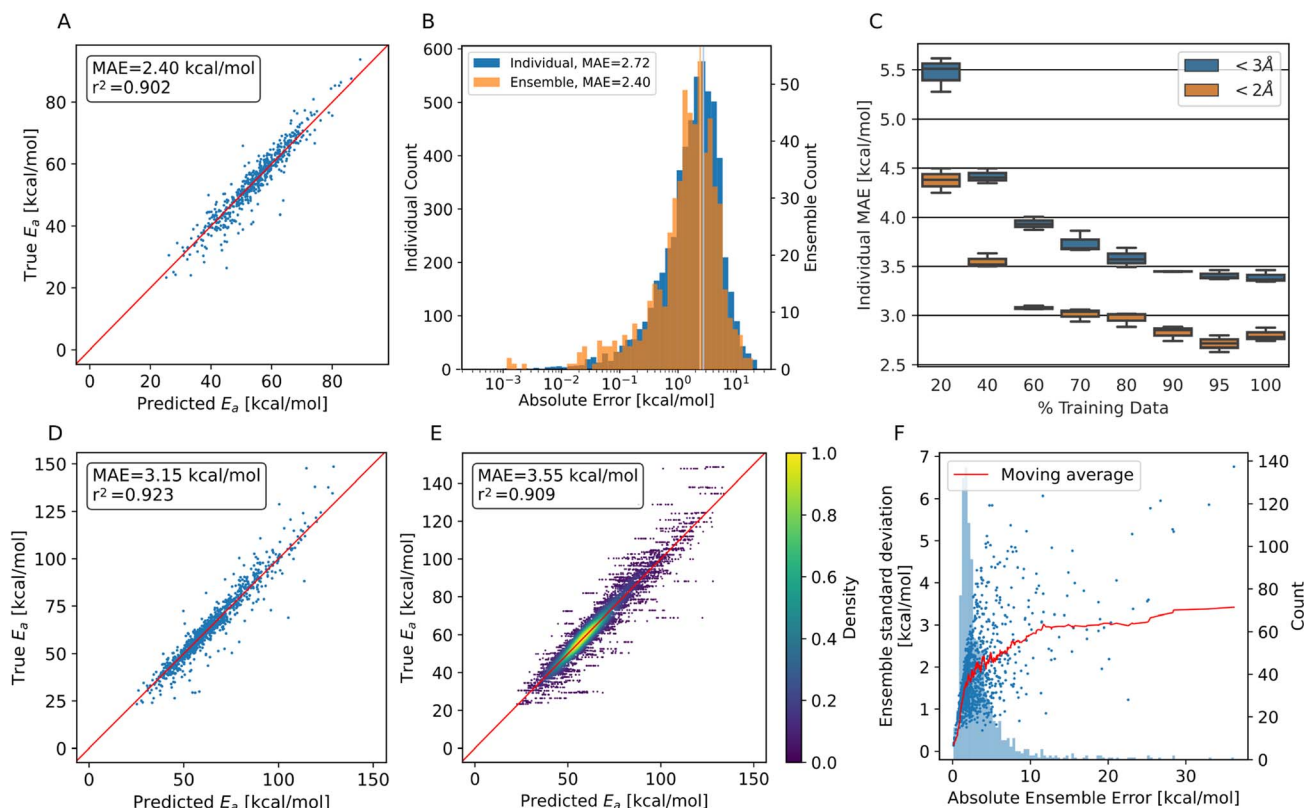 A
MAE=2.40 kcal/mol
r²=0.902
True Eₐ [kcal/mol]
80
60
40
20
0
0 20 40 60 80
Predicted Eₐ [kcal/mol]
B
Individual, MAE=2.72
Ensemble, MAE=2.40
Individual Count
600
500
400
300
200
100
0
Ensemble Count
50
40
30
20
10
0
10⁻³ 10⁻² 10⁻¹ 10⁰ 10¹
Absolute Error [kcal/mol]
C
< 3Å
< 2Å
Individual MAE [kcal/mol]
5.5
5.0
4.5
4.0
3.5
3.0
2.5
20 40 60 70 80 90 95 100
% Training Data
D
MAE=3.15 kcal/mol
r²=0.923
True Eₐ [kcal/mol]
150
125
100
75
50
25
0
0 50 100 150
Predicted Eₐ [kcal/mol]
E
MAE=3.55 kcal/mol
r²=0.909
True Eₐ [kcal/mol]
140
120
100
80
60
40
20
0
0 50 100 150
Predicted Eₐ [kcal/mol]
1.0
0.8
0.6
0.4
0.2
0.0
Density
F
Moving average
Ensemble standard deviation
[kcal/mol]
7
6
5
4
3
2
1
0
140
120
100
80
60
40
20
0
Count
0 10 20 30
Absolute Ensemble Error [kcal/mol]